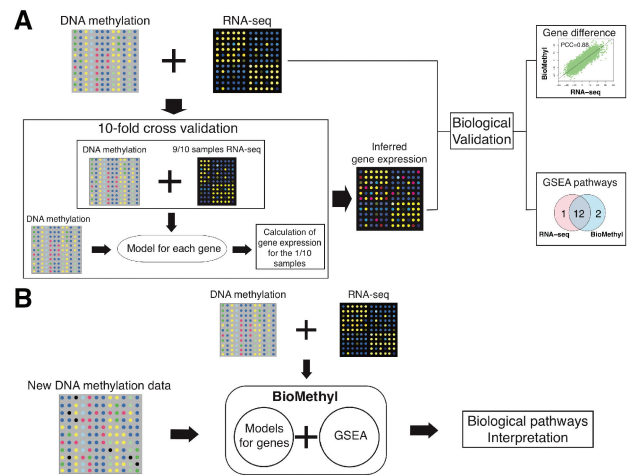 A
DNA methylation
RNA-seq
10-fold cross validation
DNA methylation
9/10 samples RNA-seq
DNA methylation
Model for each gene
Calculation of
gene expression
for the 1/10
samples
Inferred
gene expression
Biological
Validation
Gene difference
PCC=0.88
BioMethyl
RNA-seq
GSEA pathways
1
12
2
RNA-seq
BioMethyl
B
DNA methylation
RNA-seq
New DNA methylation data
BioMethyl
Models
for genes
GSEA
Biological pathways
Interpretation